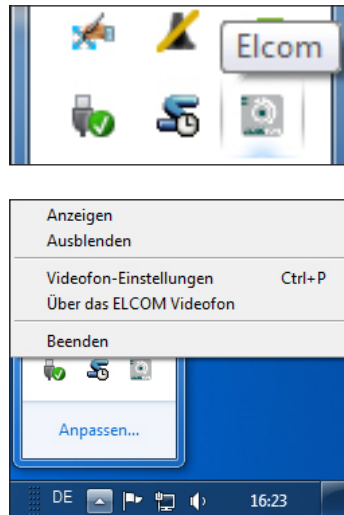 Elcom
Anzeigen
Ausblenden
Videofon-Einstellungen Ctrl+P
Über das ELCOM Videofon
Beenden
Anpassen...
DE 16:23